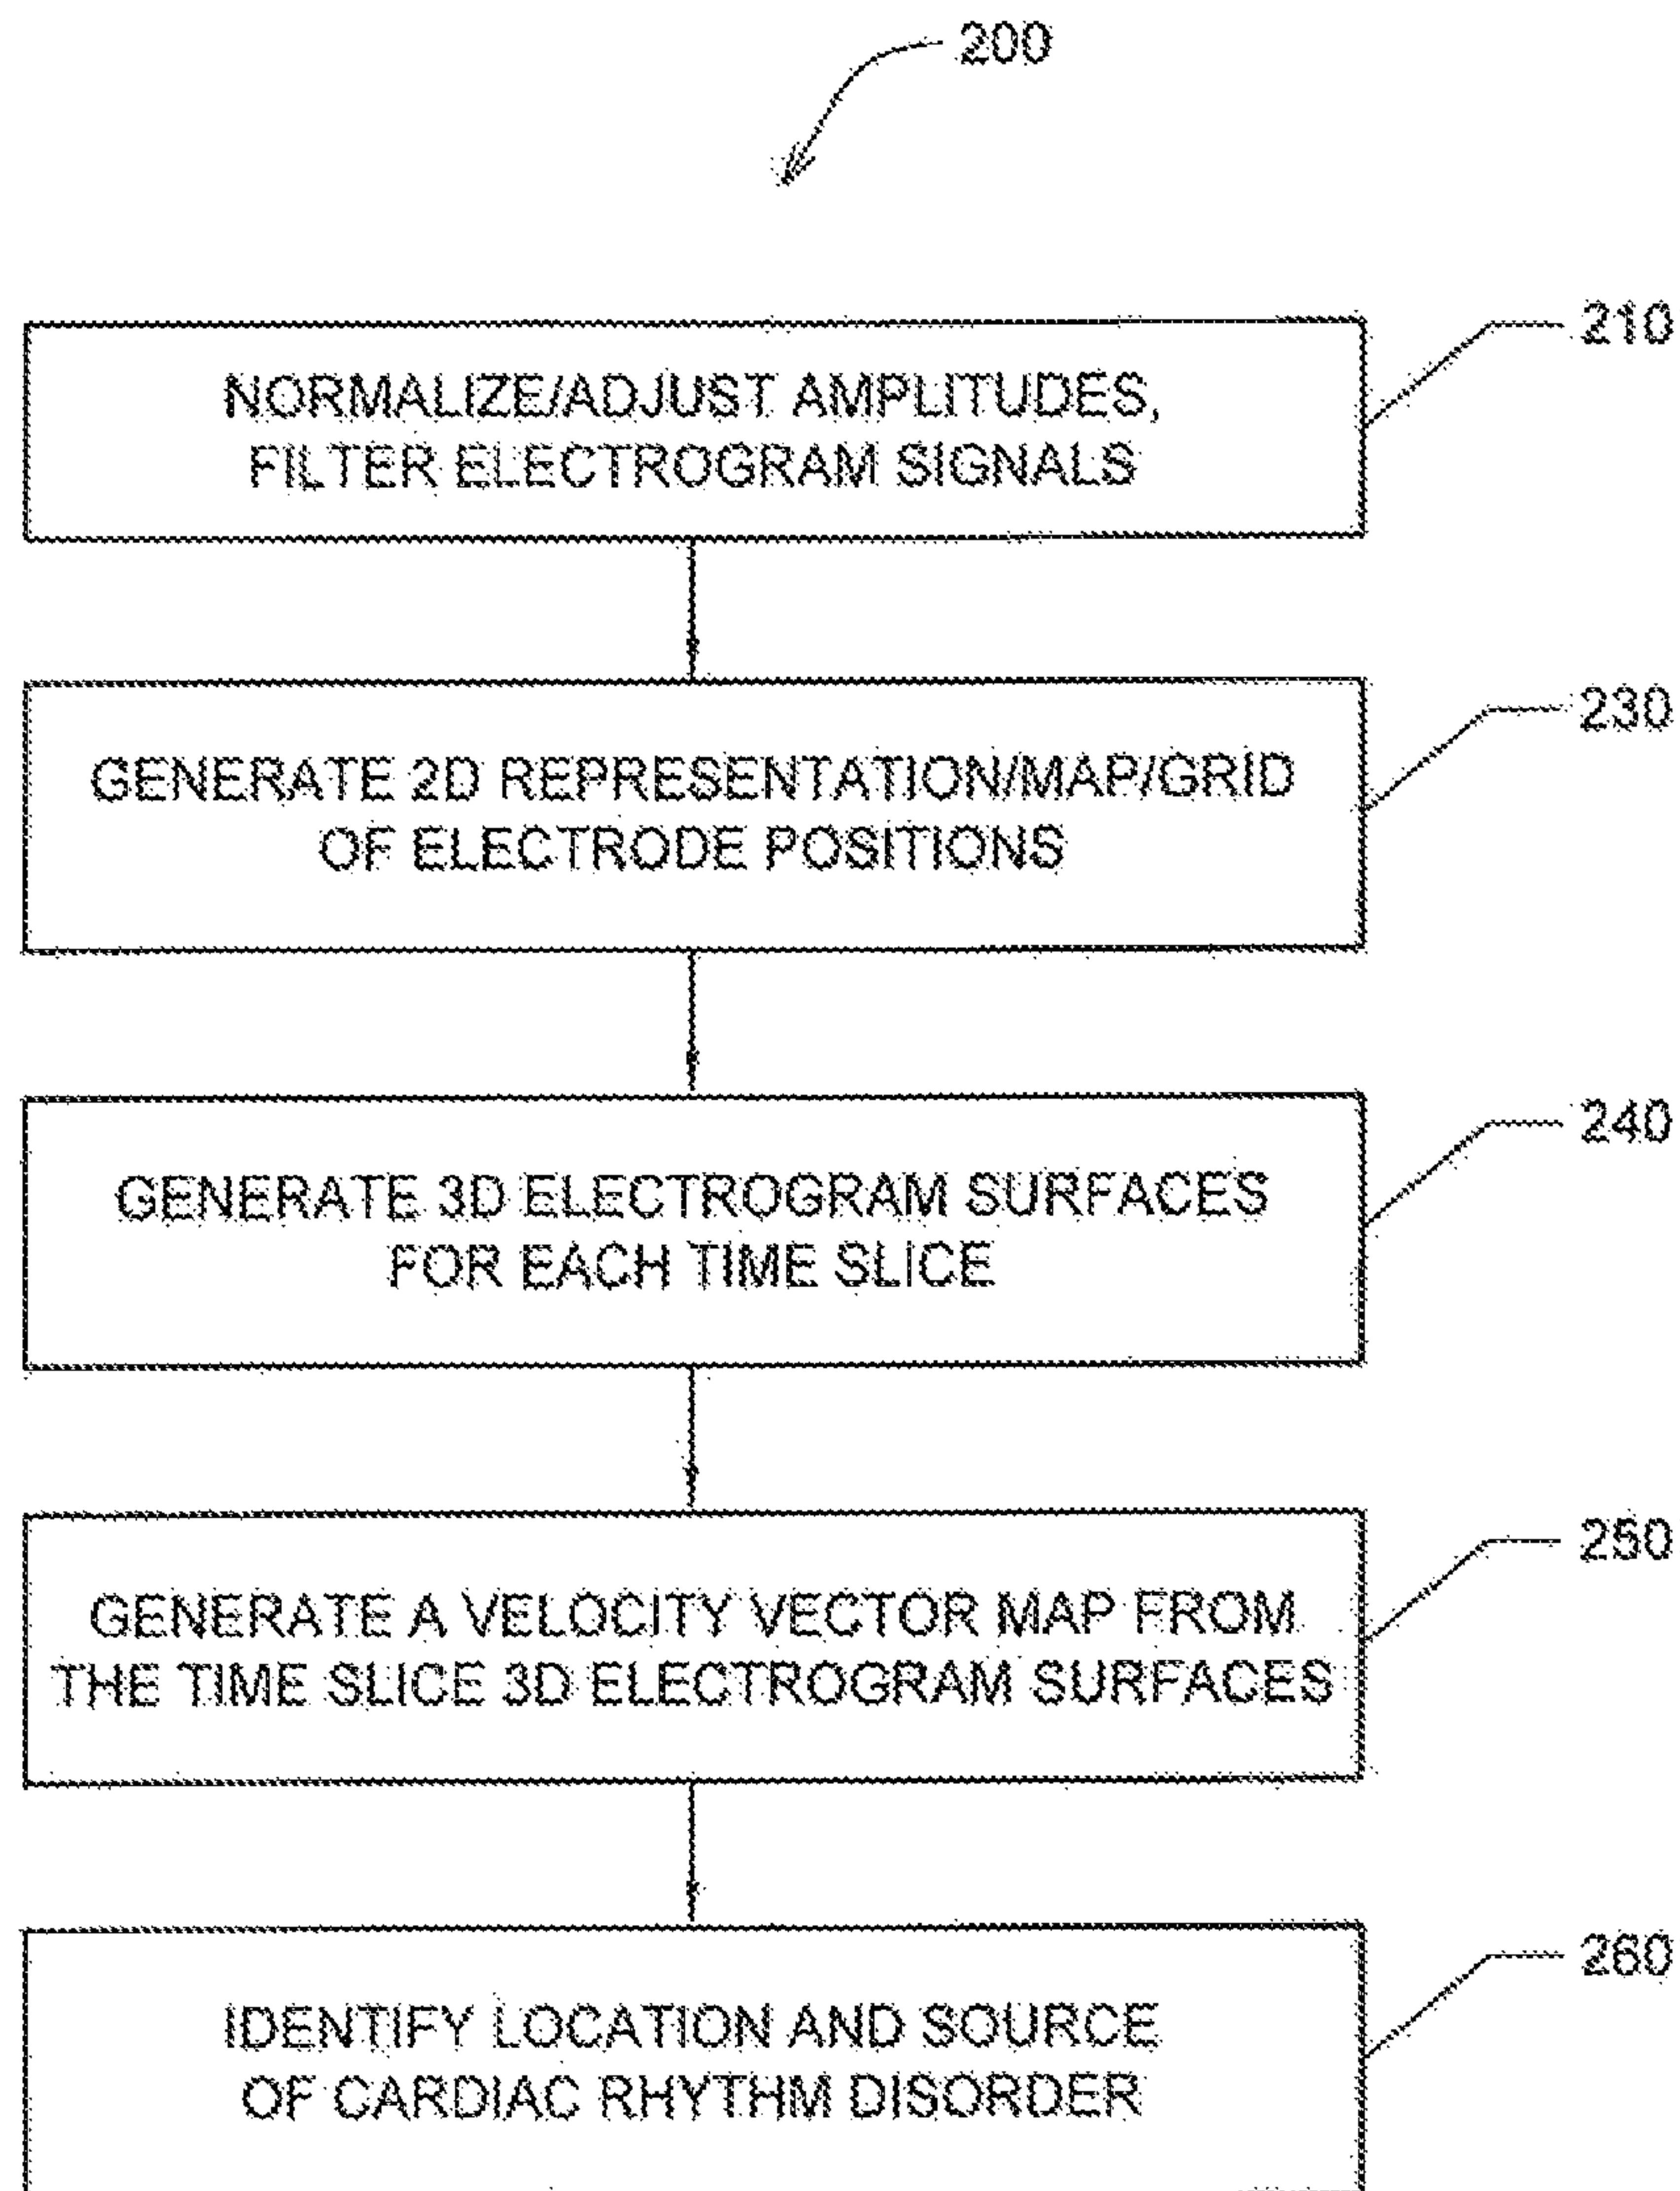 200
210
NORMALIZE/ADJUST AMPLITUDES,
FILTER ELECTROGRAM SIGNALS
230
GENERATE 2D REPRESENTATION/MAP/GRID
OF ELECTRODE POSITIONS
240
GENERATE 3D ELECTROGRAM SURFACES
FOR EACH TIME SLICE
250
GENERATE A VELOCITY VECTOR MAP FROM
THE TIME SLICE 3D ELECTROGRAM SURFACES
260
IDENTIFY LOCATION AND SOURCE
OF CARDIAC RHYTHM DISORDER